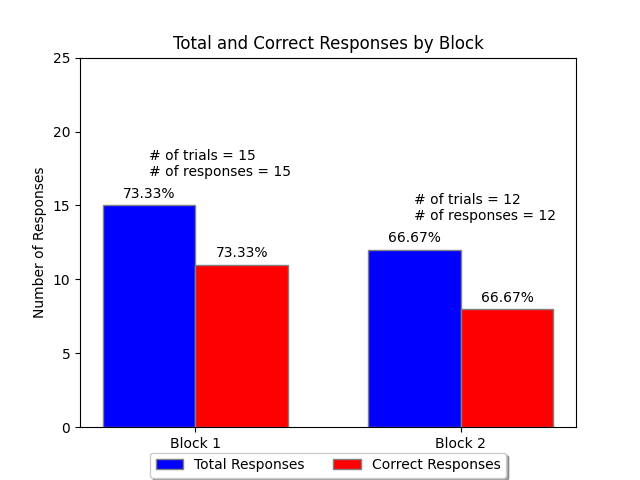 Total and Correct Responses by Block
Number of Responses
25
20
15
10
5
0
# of trials = 15
# of responses = 15
73.33%
73.33%
# of trials = 12
# of responses = 12
66.67%
66.67%
Block 1
Block 2
Total Responses
Correct Responses